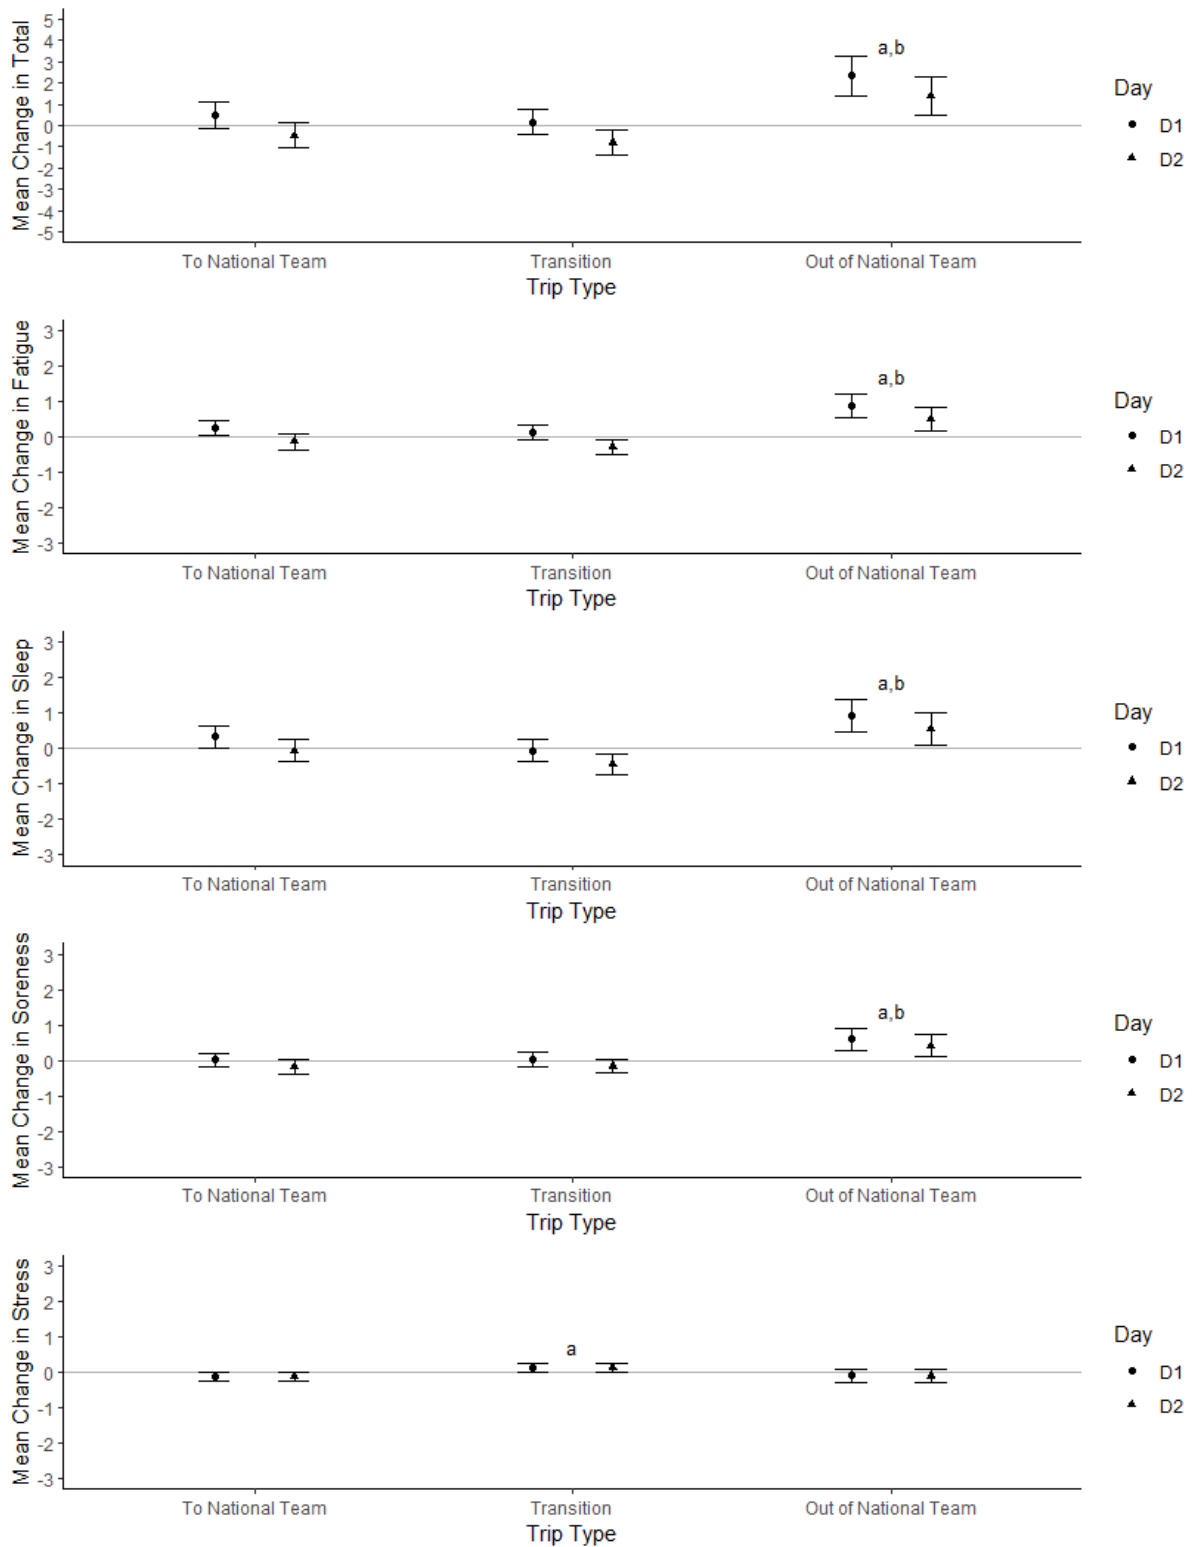 Mean Change in Total
5
4
3
2
1
0
-1
-2
-3
-4
-5
a,b
To National Team
Transition
Out of National Team
Trip Type
Day
D1
D2
Mean Change in Fatigue
3
2
1
0
-1
-2
-3
a,b
To National Team
Transition
Out of National Team
Trip Type
Day
D1
D2
Mean Change in Sleep
3
2
1
0
-1
-2
-3
a,b
To National Team
Transition
Out of National Team
Trip Type
Day
D1
D2
Mean Change in Soreness
3
2
1
0
-1
-2
-3
a,b
To National Team
Transition
Out of National Team
Trip Type
Day
D1
D2
Mean Change in Stress
3
2
1
0
-1
-2
-3
a
To National Team
Transition
Out of National Team
Trip Type
Day
D1
D2